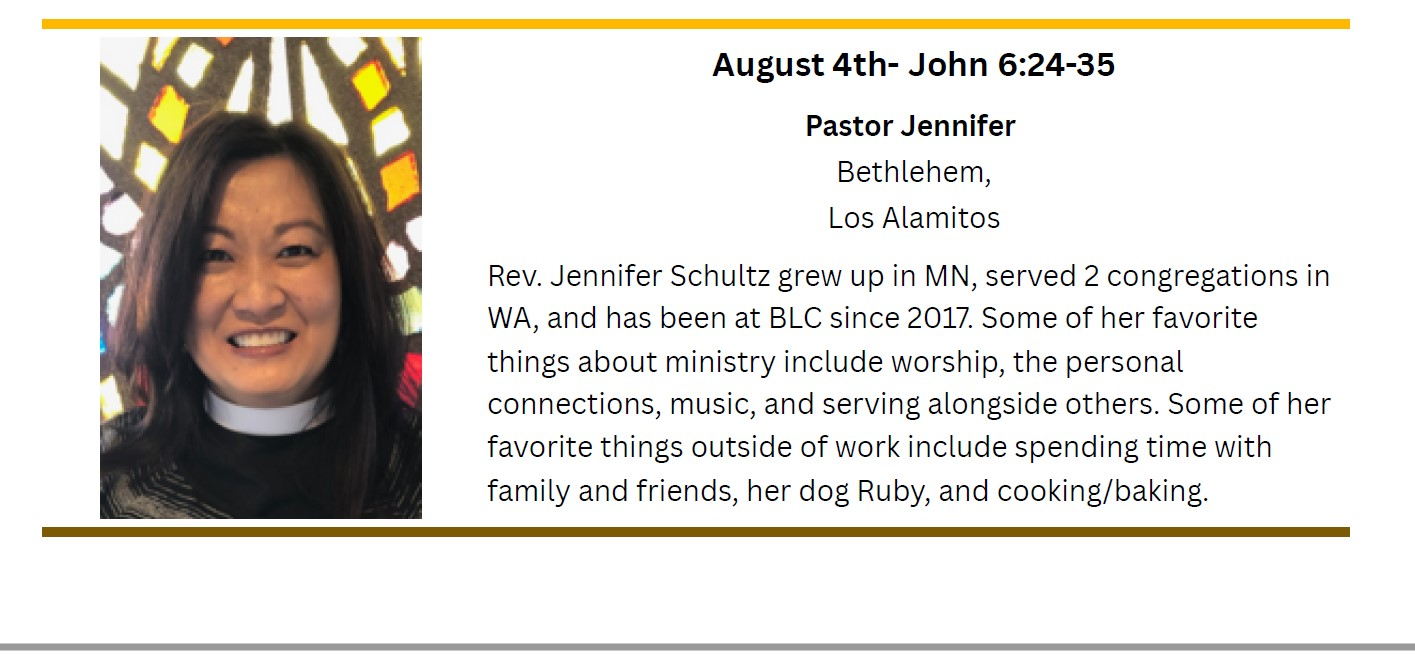 August 4th- John 6:24-35
Pastor Jennifer
Bethlehem,
Los Alamitos
Rev. Jennifer Schultz grew up in MN, served 2 congregations in
WA, and has been at BLC since 2017. Some of her favorite
things about ministry include worship, the personal
connections, music, and serving alongside others. Some of her
favorite things outside of work include spending time with
family and friends, her dog Ruby, and cooking/baking.